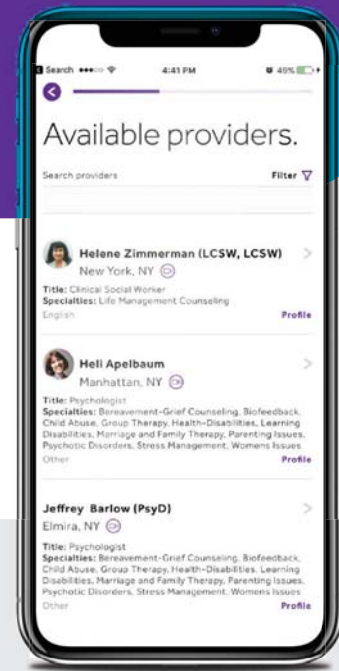 Search
4:41 PM
49%
Available providers.
Search providers
Filter
Helene Zimmerman (LCSW, LCSW)
New York, NY
Title: Clinical Social Worker
Specialties: Life Management Counseling
English
Profile
Heli Apelbaum
Manhattan, NY
Title: Psychologist
Specialties: Bereavement-Grief Counseling, Biofeedback,
Child Abuse, Group Therapy, Health-Disabilities, Learning
Disabilities, Marriage and Family Therapy, Parenting Issues,
Psychotic Disorders, Stress Management, Womens Issues
Other
Profile
Jeffrey Barlow (PsyD)
Elmira, NY
Title: Psychologist
Specialties: Bereavement-Grief Counseling, Biofeedback,
Child Abuse, Group Therapy, Health-Disabilities, Learning
Disabilities, Marriage and Family Therapy, Parenting Issues,
Psychotic Disorders, Stress Management, Womens Issues
Other
Profile